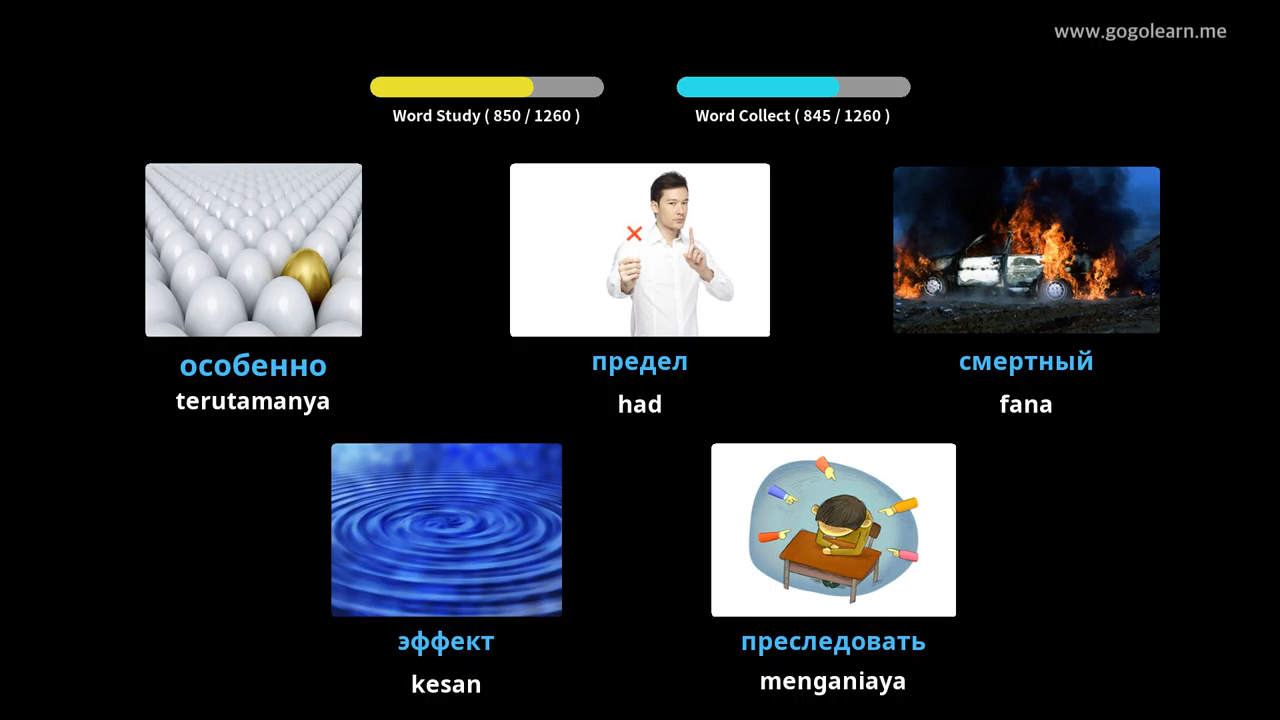 www.gogolearn.me
Word Study ( 850 / 1260 )
Word Collect ( 845 / 1260 )
особенно
terutamanya
предел
had
смертный
fana
эффект
kesan
преследовать
menganiaya